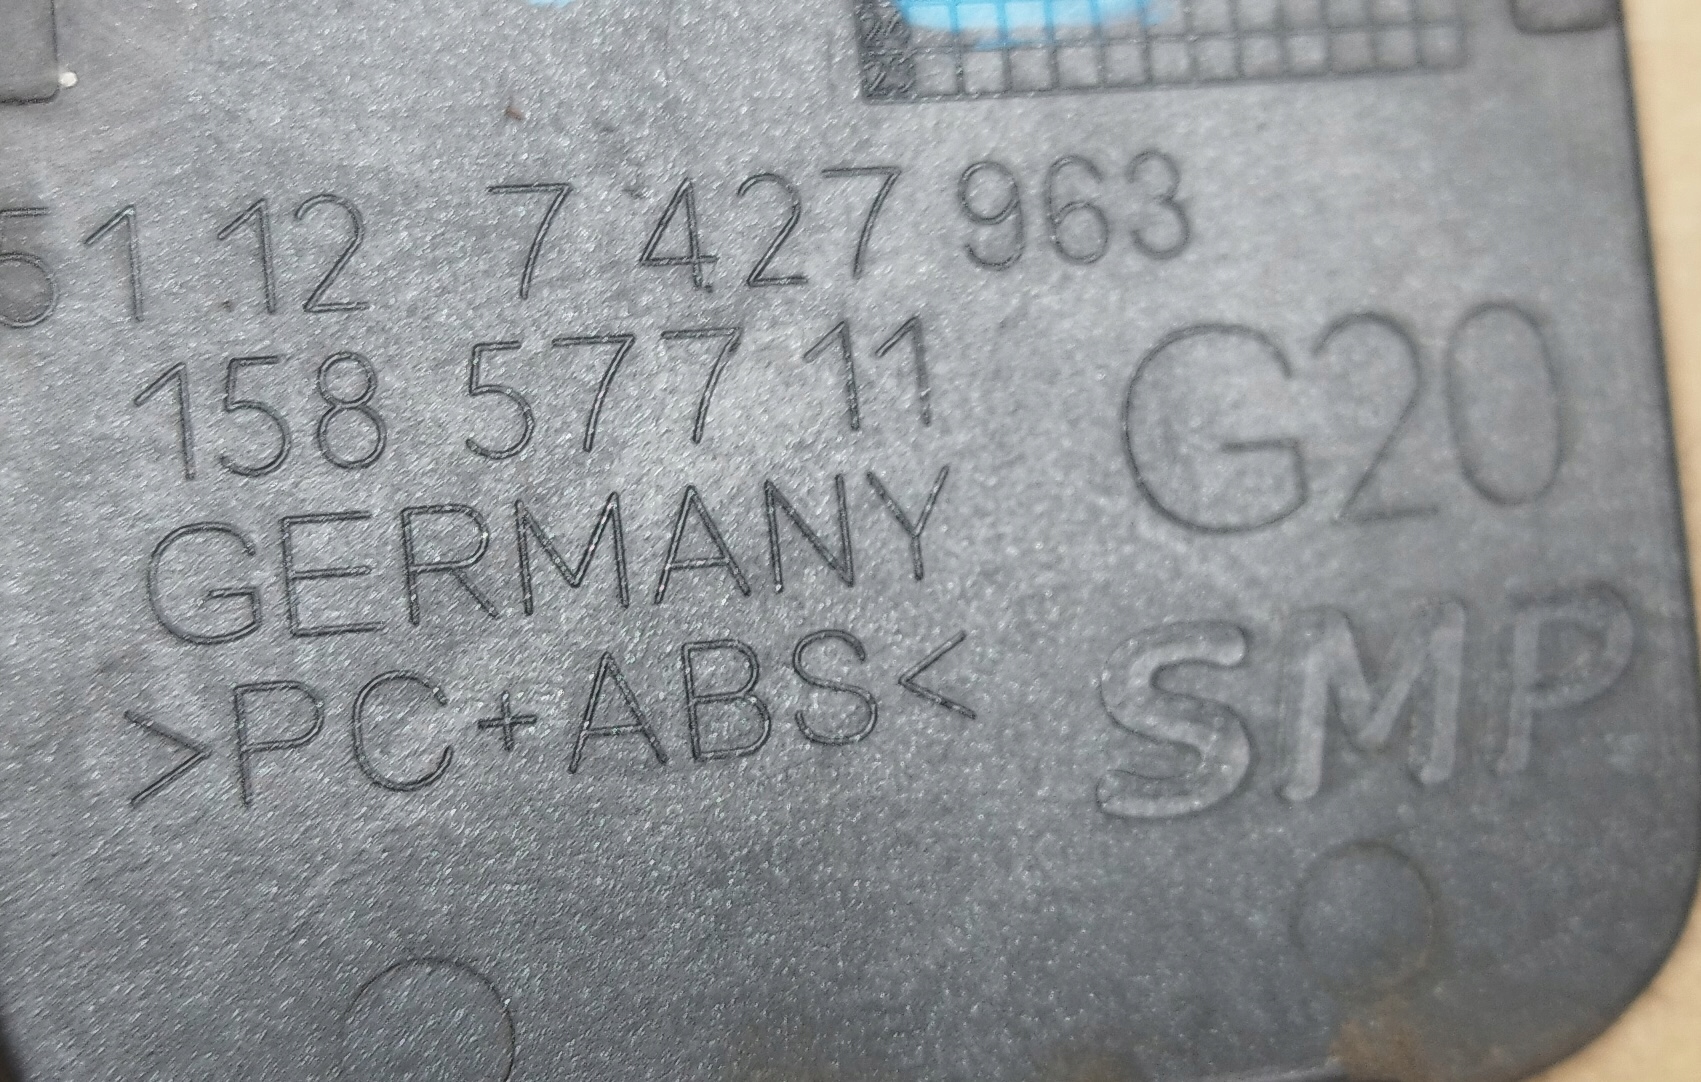 51 12 7 427 963
158 577 11
G20
GERMANY
>PC+ABS<
SMP